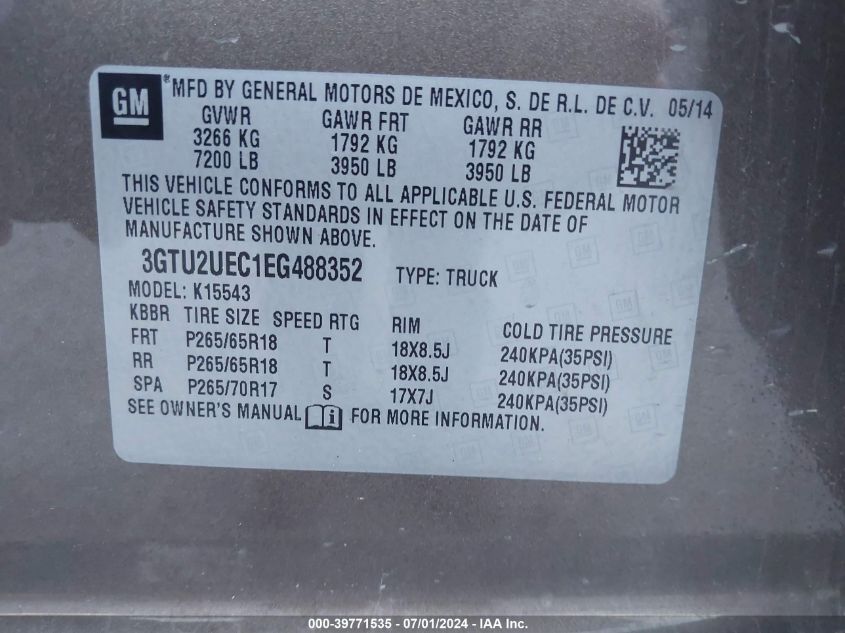 GM
®MFD BY GENERAL MOTORS DE MEXICO, S. DE R.L. DE C.V. 05/14
GVWR GAWR FRT GAWR RR
3266 KG 1792 KG 1792 KG
7200 LB 3950 LB 3950 LB
THIS VEHICLE CONFORMS TO ALL APPLICABLE U.S. FEDERAL MOTOR
VEHICLE SAFETY STANDARDS IN EFFECT ON THE DATE OF
MANUFACTURE SHOWN ABOVE.
3GTU2UEC1EG488352 TYPE: TRUCK
MODEL: K15543
KBBR TIRE SIZE SPEED RTG RIM COLD TIRE PRESSURE
FRT P265/65R18 T 18X8.5J 240KPA(35PSI)
RR P265/65R18 T 18X8.5J 240KPA(35PSI)
SPA P265/70R17 S 17X7J 240KPA(35PSI)
SEE OWNER'S MANUAL i FOR MORE INFORMATION.
000-39771535 - 07/01/2024 - IAA Inc.